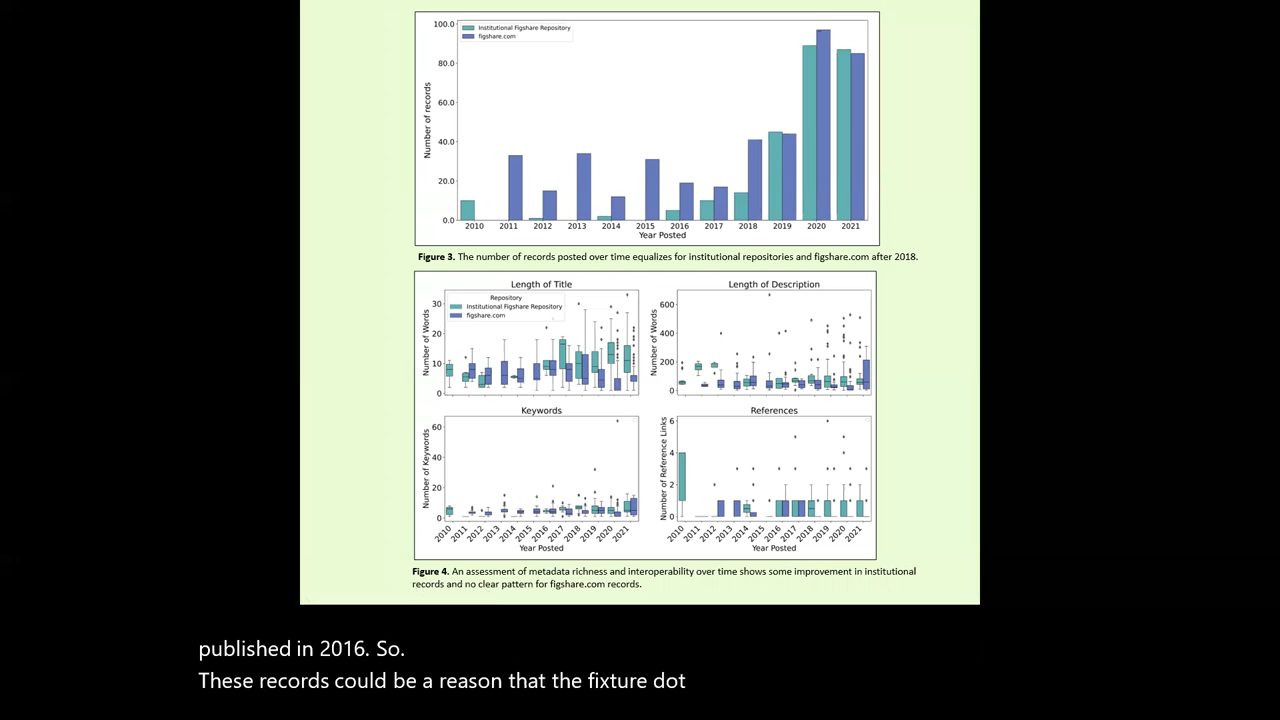 100.0
80.0
60.0
40.0
20.0
0.0
Number of records
Institutional Figshare Repository
figshare.com
2010 2011 2012 2013 2014 2015 2016 2017 2018 2019 2020 2021
Year Posted
Figure 3. The number of records posted over time equalizes for institutional repositories and figshare.com after 2018.
Length of Title
Repository
Institutional Figshare Repository
figshare.com
30
20
10
0
Number of Words
Length of Description
600
400
200
0
Number of Words
Keywords
60
40
20
0
Number of Keywords
2010 2011 2012 2013 2014 2015 2016 2017 2018 2019 2020 2021
Year Posted
References
6
4
2
0
Number of Reference Links
2010 2011 2012 2013 2014 2015 2016 2017 2018 2019 2020 2021
Year Posted
Figure 4. An assessment of metadata richness and interoperability over time shows some improvement in institutional
records and no clear pattern for figshare.com records.
published in 2016. So.
These records could be a reason that the fixture dot